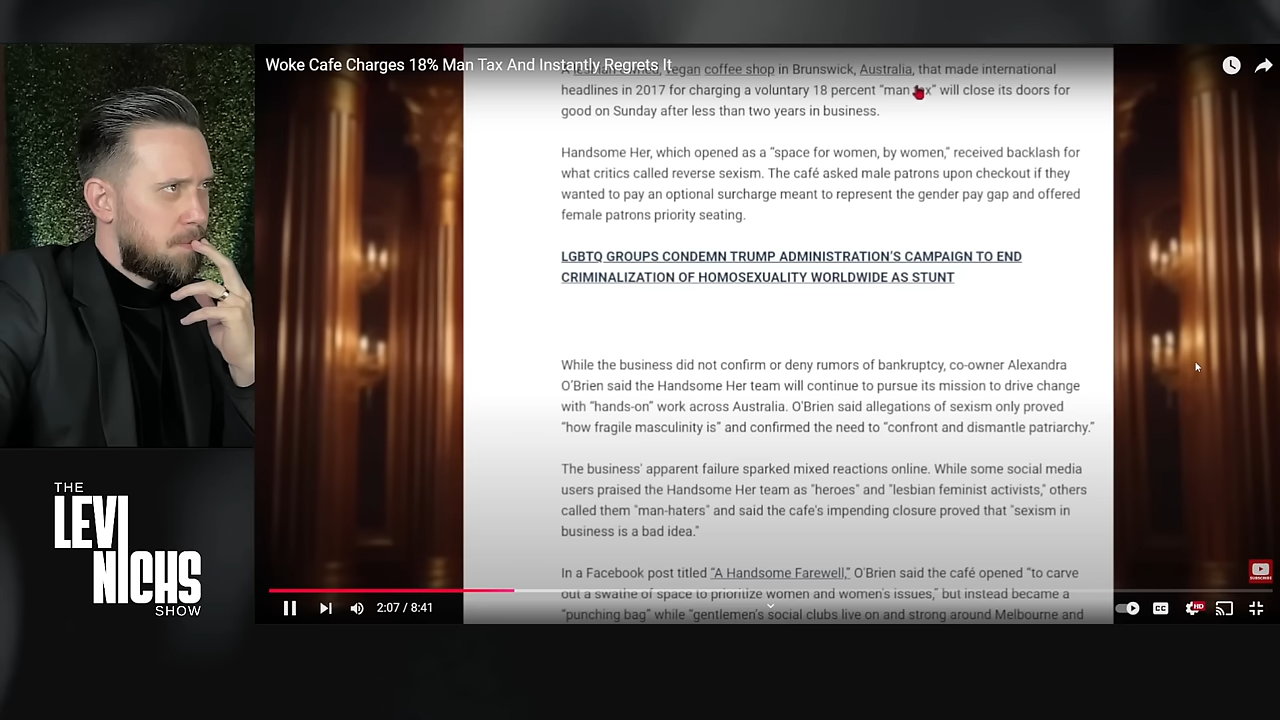 Woke Cafe Charges 18% Man Tax And Instantly Regrets It
vegan coffee shop in Brunswick, Australia, that made international
headlines in 2017 for charging a voluntary 18 percent “man tax” will close its doors for
good on Sunday after less than two years in business.
Handsome Her, which opened as a “space for women, by women,” received backlash for
what critics called reverse sexism. The café asked male patrons upon checkout if they
wanted to pay an optional surcharge meant to represent the gender pay gap and offered
female patrons priority seating.
LGBTQ GROUPS CONDEMN TRUMP ADMINISTRATION’S CAMPAIGN TO END
CRIMINALIZATION OF HOMOSEXUALITY WORLDWIDE AS STUNT
While the business did not confirm or deny rumors of bankruptcy, co-owner Alexandra
O’Brien said the Handsome Her team will continue to pursue its mission to drive change
with “hands-on” work across Australia. O'Brien said allegations of sexism only proved
“how fragile masculinity is” and confirmed the need to “confront and dismantle patriarchy.”
The business' apparent failure sparked mixed reactions online. While some social media
users praised the Handsome Her team as "heroes" and "lesbian feminist activists," others
called them "man-haters" and said the cafe's impending closure proved that "sexism in
business is a bad idea."
In a Facebook post titled “A Handsome Farewell,” O'Brien said the café opened “to carve
out a swathe of space to prioritize women and women's issues,” but instead became a
“punching bag” while “gentlemen's social clubs live on and strong around Melbourne and
THE
LEVI
NICHS
SHOW
SUBSCRIBE
2:07 / 8:41
CC
HD